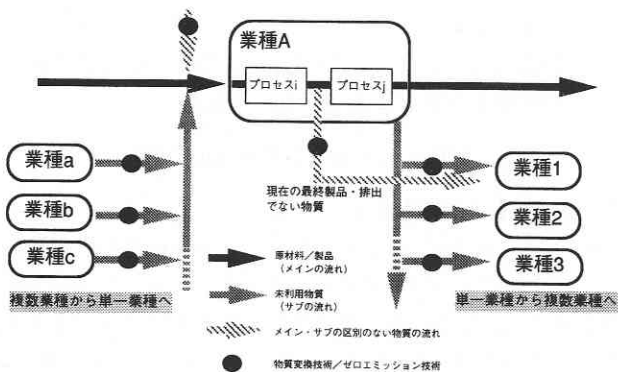 業種A
プロセスi
プロセスj
業種a
業種b
業種c
複数業種から単一業種へ
現在の最終製品・排出
でない物質
業種1
業種2
業種3
単一業種から複数業種へ
原材料／製品
(メインの流れ)
未利用物質
(サブの流れ)
メイン・サブの区別のない物質の流れ
物質変換技術／ゼロエミッション技術